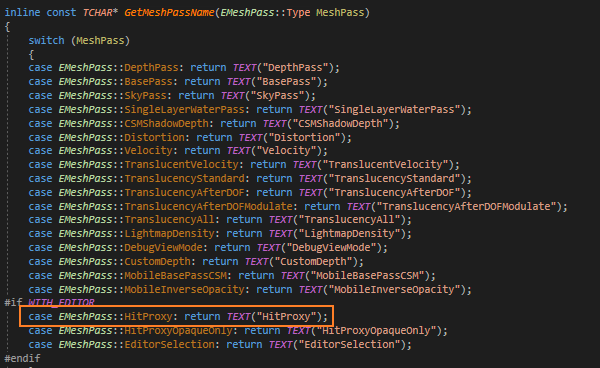 inline const TCHAR* GetMeshPassName(EMeshPass::Type MeshPass)
{
switch (MeshPass)
{
case EMeshPass::DepthPass: return TEXT("DepthPass");
case EMeshPass::BasePass: return TEXT("BasePass");
case EMeshPass::SkyPass: return TEXT("SkyPass");
case EMeshPass::SingleLayerWaterPass: return TEXT("SingleLayerWaterPass");
case EMeshPass::CSMShadowDepth: return TEXT("CSMShadowDepth");
case EMeshPass::Distortion: return TEXT("Distortion");
case EMeshPass::Velocity: return TEXT("Velocity");
case EMeshPass::TranslucentVelocity: return TEXT("TranslucentVelocity");
case EMeshPass::TranslucencyStandard: return TEXT("TranslucencyStandard");
case EMeshPass::TranslucencyAfterDOF: return TEXT("TranslucencyAfterDOF");
case EMeshPass::TranslucencyAfterDOFModulate: return TEXT("TranslucencyAfterDOFModulate");
case EMeshPass::TranslucencyAll: return TEXT("TranslucencyAll");
case EMeshPass::LightmapDensity: return TEXT("LightmapDensity");
case EMeshPass::DebugViewMode: return TEXT("DebugViewMode");
case EMeshPass::CustomDepth: return TEXT("CustomDepth");
case EMeshPass::MobileBasePassCSM: return TEXT("MobileBasePassCSM");
case EMeshPass::MobileInverseOpacity: return TEXT("MobileInverseOpacity");
#if WITH_EDITOR
case EMeshPass::HitProxy: return TEXT("HitProxy");
case EMeshPass::HitProxyOpaqueOnly: return TEXT("HitProxyOpaqueOnly");
case EMeshPass::EditorSelection: return TEXT("EditorSelection");
#endif